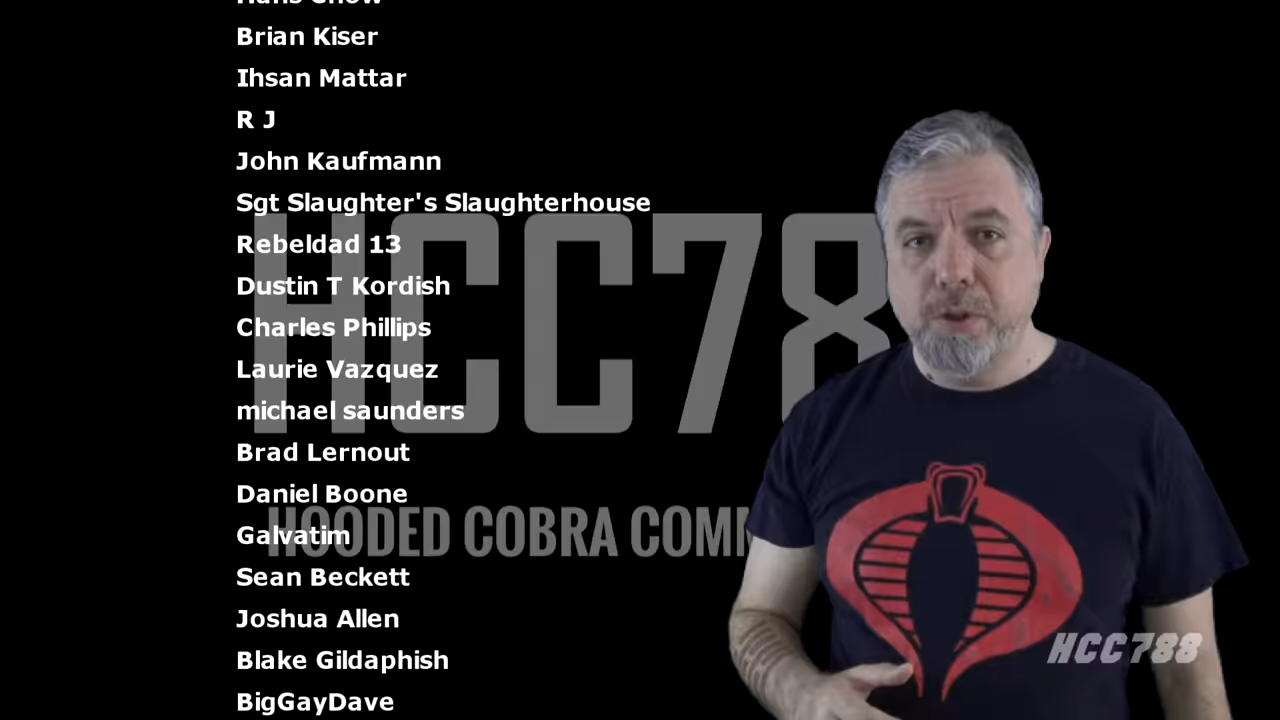 Brian Kiser
Ihsan Mattar
R J
John Kaufmann
Sgt Slaughter's Slaughterhouse
Rebeldad 13
Dustin T Kordish
Charles Phillips
Laurie Vazquez
michael saunders
Brad Lernout
Daniel Boone
Galvatim
Sean Beckett
Joshua Allen
Blake Gildaphish
BigGayDave
HCC78
HOODED COBRA COMM
HCC788